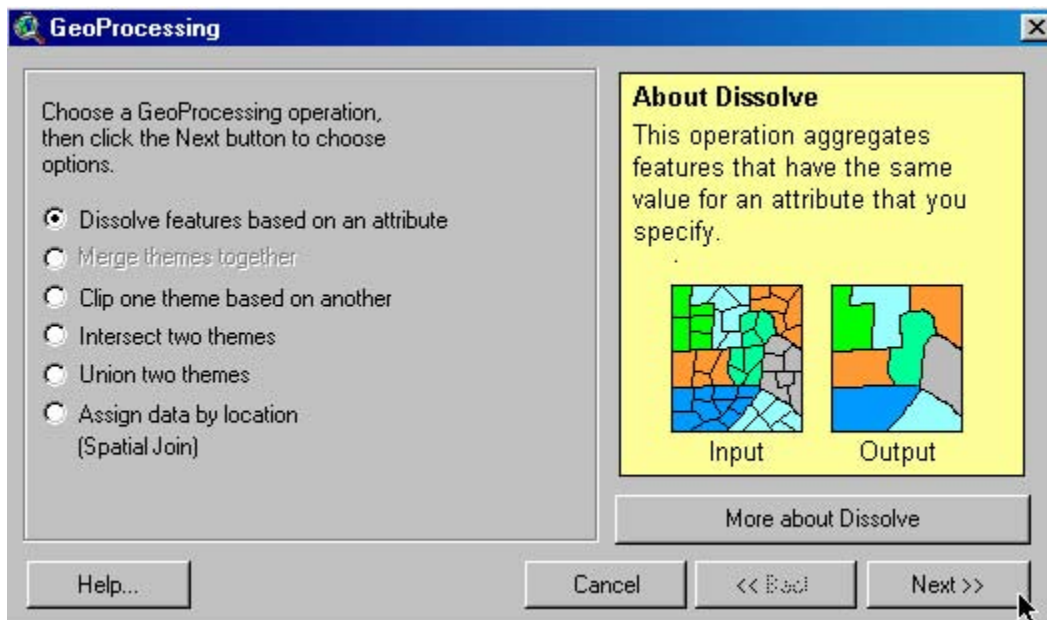 GeoProcessing
Choose a GeoProcessing operation,
then click the Next button to choose
options.
Dissolve features based on an attribute
Merge themes together
Clip one theme based on another
Intersect two themes
Union two themes
Assign data by location
(Spatial Join)
About Dissolve
This operation aggregates
features that have the same
value for an attribute that you
specify.
Input
Output
More about Dissolve
Help...
Cancel
<< Back
Next >>